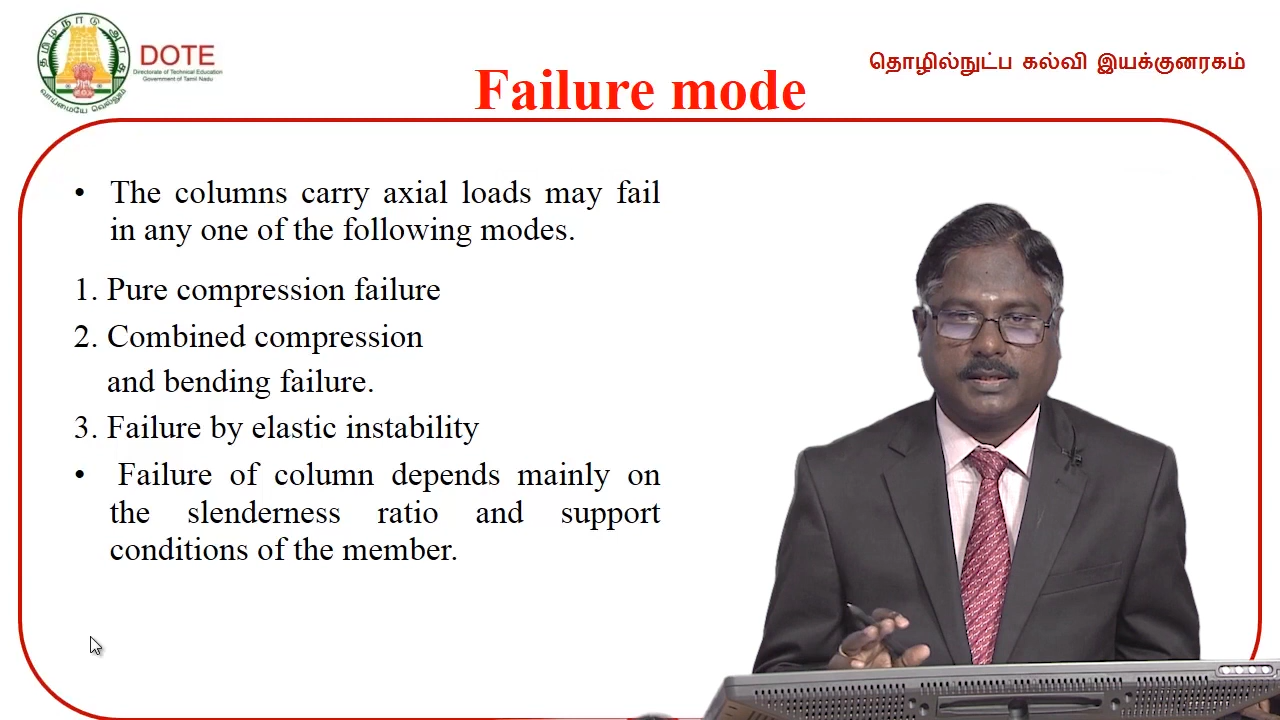 தமிழ்நாடு அரசு
வாய்மையே வெல்லும்
DOTE
Directorate of Technical Education
Government of Tamil Nadu
தொழில்நுட்ப கல்வி இயக்குனரகம்
Failure mode
• The columns carry axial loads may fail
in any one of the following modes.
1. Pure compression failure
2. Combined compression
and bending failure.
3. Failure by elastic instability
• Failure of column depends mainly on
the slenderness ratio and support
conditions of the member.